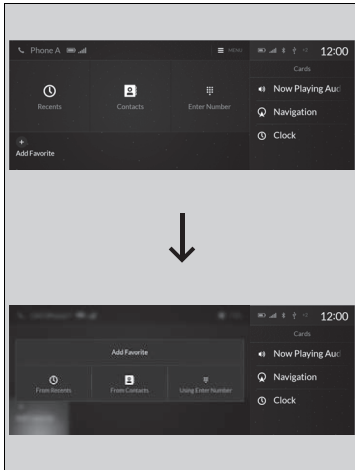 Phone A
MENU
12:00
Cards
Recents
Contacts
Enter Number
Now Playing Aud
Navigation
Clock
Add Favorite
12:00
Cards
Add Favorite
From Recents
From Contacts
Using Enter Number
Now Playing Aud
Navigation
Clock